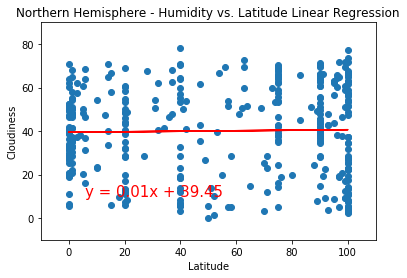 Northern Hemisphere - Humidity vs. Latitude Linear Regression
80
60
40
20
0
Cloudiness
y = 0.01x + 39.45
0 20 40 60 80 100
Latitude